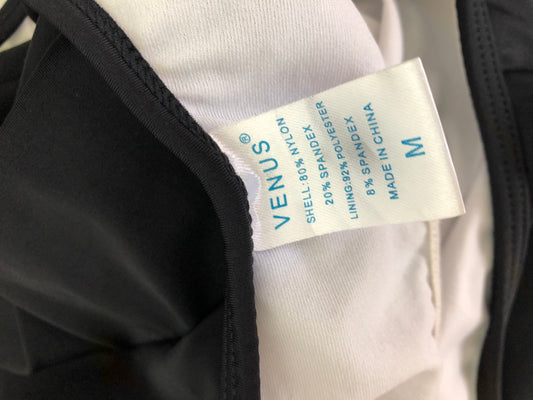 VENUS®
SHELL:80% NYLON
20% SPANDEX
LINING:92% POLYESTER
8% SPANDEX
MADE IN CHINA
M